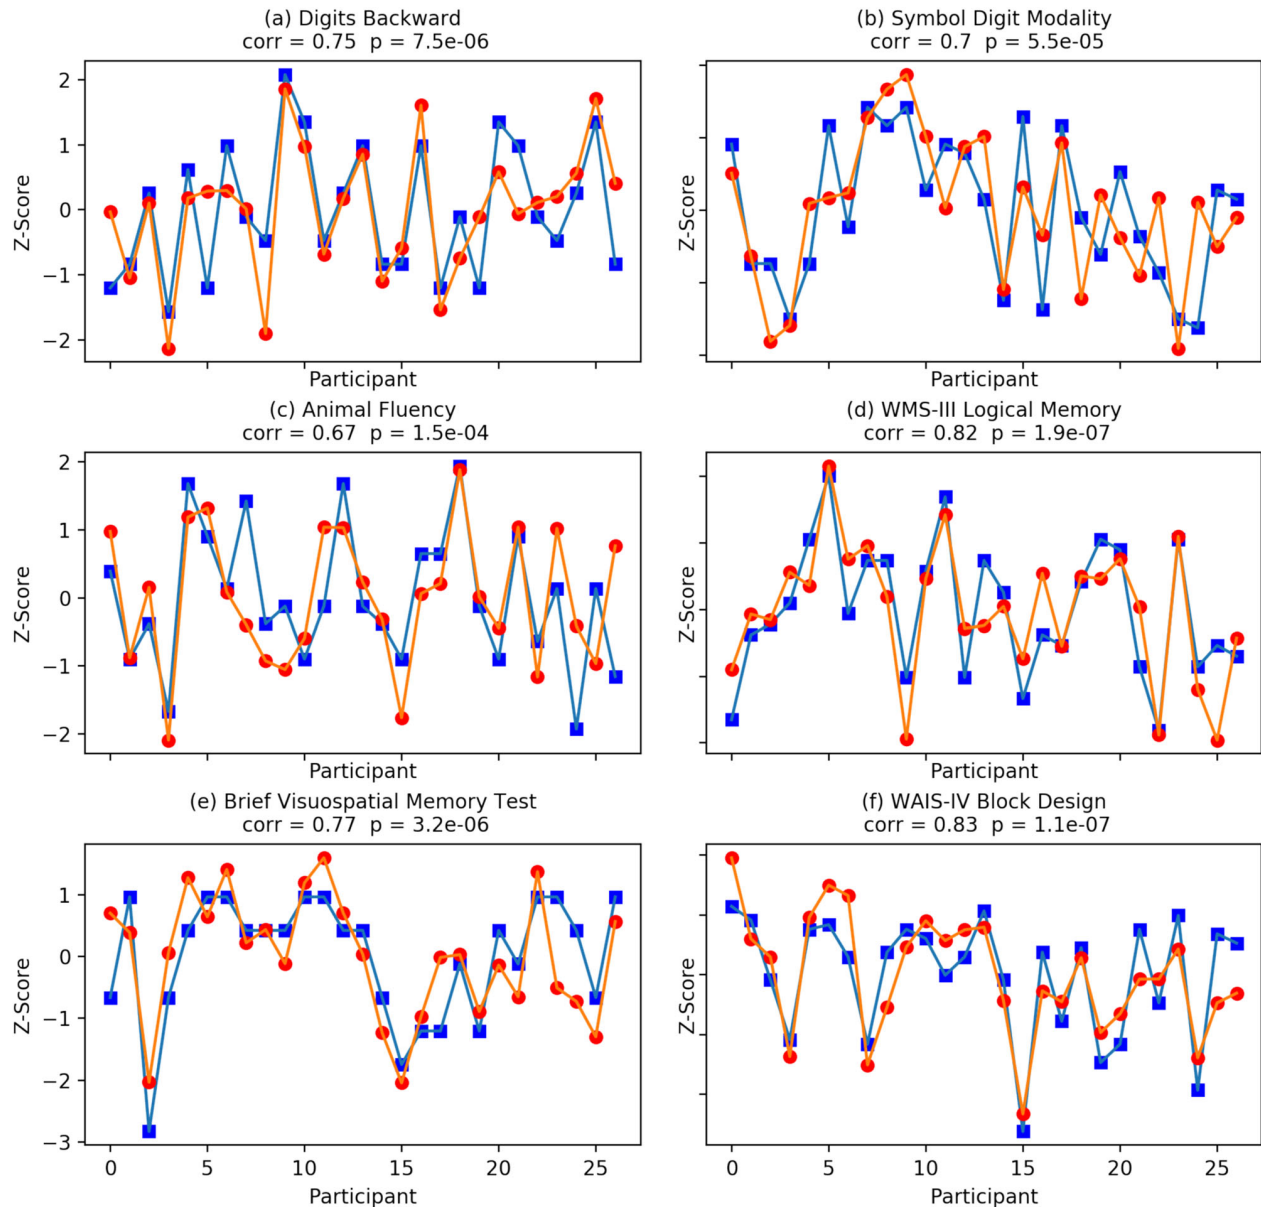 (a) Digits Backward
corr = 0.75  p = 7.5e-06
2
1
0
−1
−2
Z-Score
Participant
(b) Symbol Digit Modality
corr = 0.7  p = 5.5e-05
Z-Score
Participant
(c) Animal Fluency
corr = 0.67  p = 1.5e-04
2
1
0
−1
−2
Z-Score
Participant
(d) WMS-III Logical Memory
corr = 0.82  p = 1.9e-07
Z-Score
Participant
(e) Brief Visuospatial Memory Test
corr = 0.77  p = 3.2e-06
1
0
−1
−2
−3
Z-Score
0 5 10 15 20 25
Participant
(f) WAIS-IV Block Design
corr = 0.83  p = 1.1e-07
Z-Score
0 5 10 15 20 25
Participant